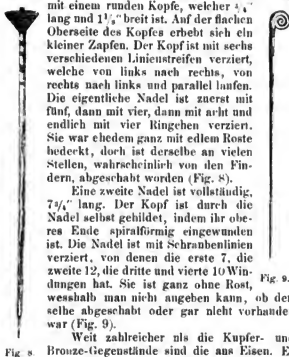 mit einem runden Kopfe, welcher ¾"
lang und 1½" breit ist. Auf der flachen
Oberseite des Kopfes erhebt sich ein
kleiner Zapfen. Der Kopf ist mit sechs
verschiedenen Linienstreifen verziert,
welche von links nach rechts, von
rechts nach links und parallel laufen.
Die eigentliche Nadel ist zuerst mit
fünf, dann mit vier, dann mit acht und
endlich mit vier Ringchen verziert.
Sie war ehedem ganz mit edlem Roste
bedeckt, doch ist derselbe an vielen
Stellen, wahrscheinlich von den Fin-
dern, abgeschabt worden (Fig. 8).
Eine zweite Nadel ist vollständig,
lang. Der Kopf ist durch die
Nadel selbst gebildet, indem ihr obe-
res Ende spiralförmig eingewunden
ist. Die Nadel ist mit Schraubenlinien
verziert, von denen die erste 7, die
zweite 12, die dritte und vierte 10 Win-
dungen hat. Sie ist ganz ohne Rost,
wesshalb man nicht angeben kann, ob der
selbe abgeschabt oder gar nicht vorhande
war (Fig. 9).
Fig. 9.
Weit zahlreicher als die Kupfer- un
Bronze-Gegenstände sind die aus Eisen. E
Fig. 8